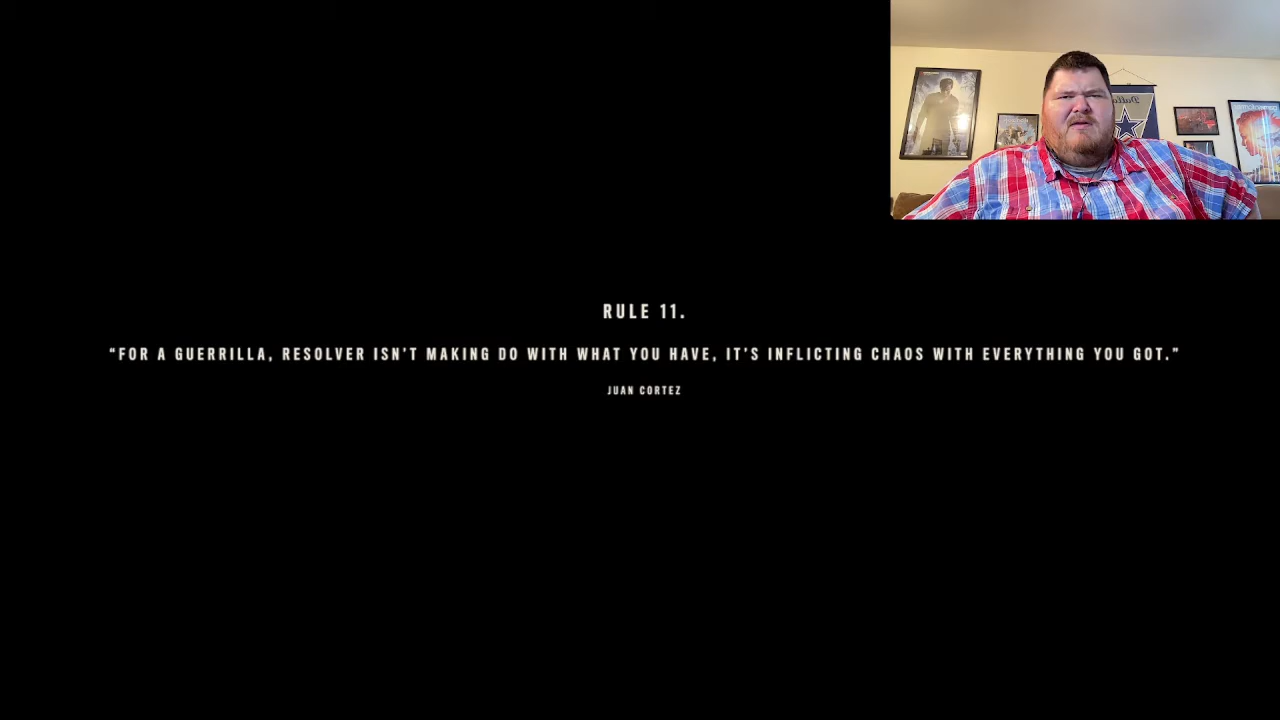 RULE 11.
"FOR A GUERRILLA, RESOLVER ISN'T MAKING DO WITH WHAT YOU HAVE, IT'S INFLICTING CHAOS WITH EVERYTHING YOU GOT."
JUAN CORTEZ